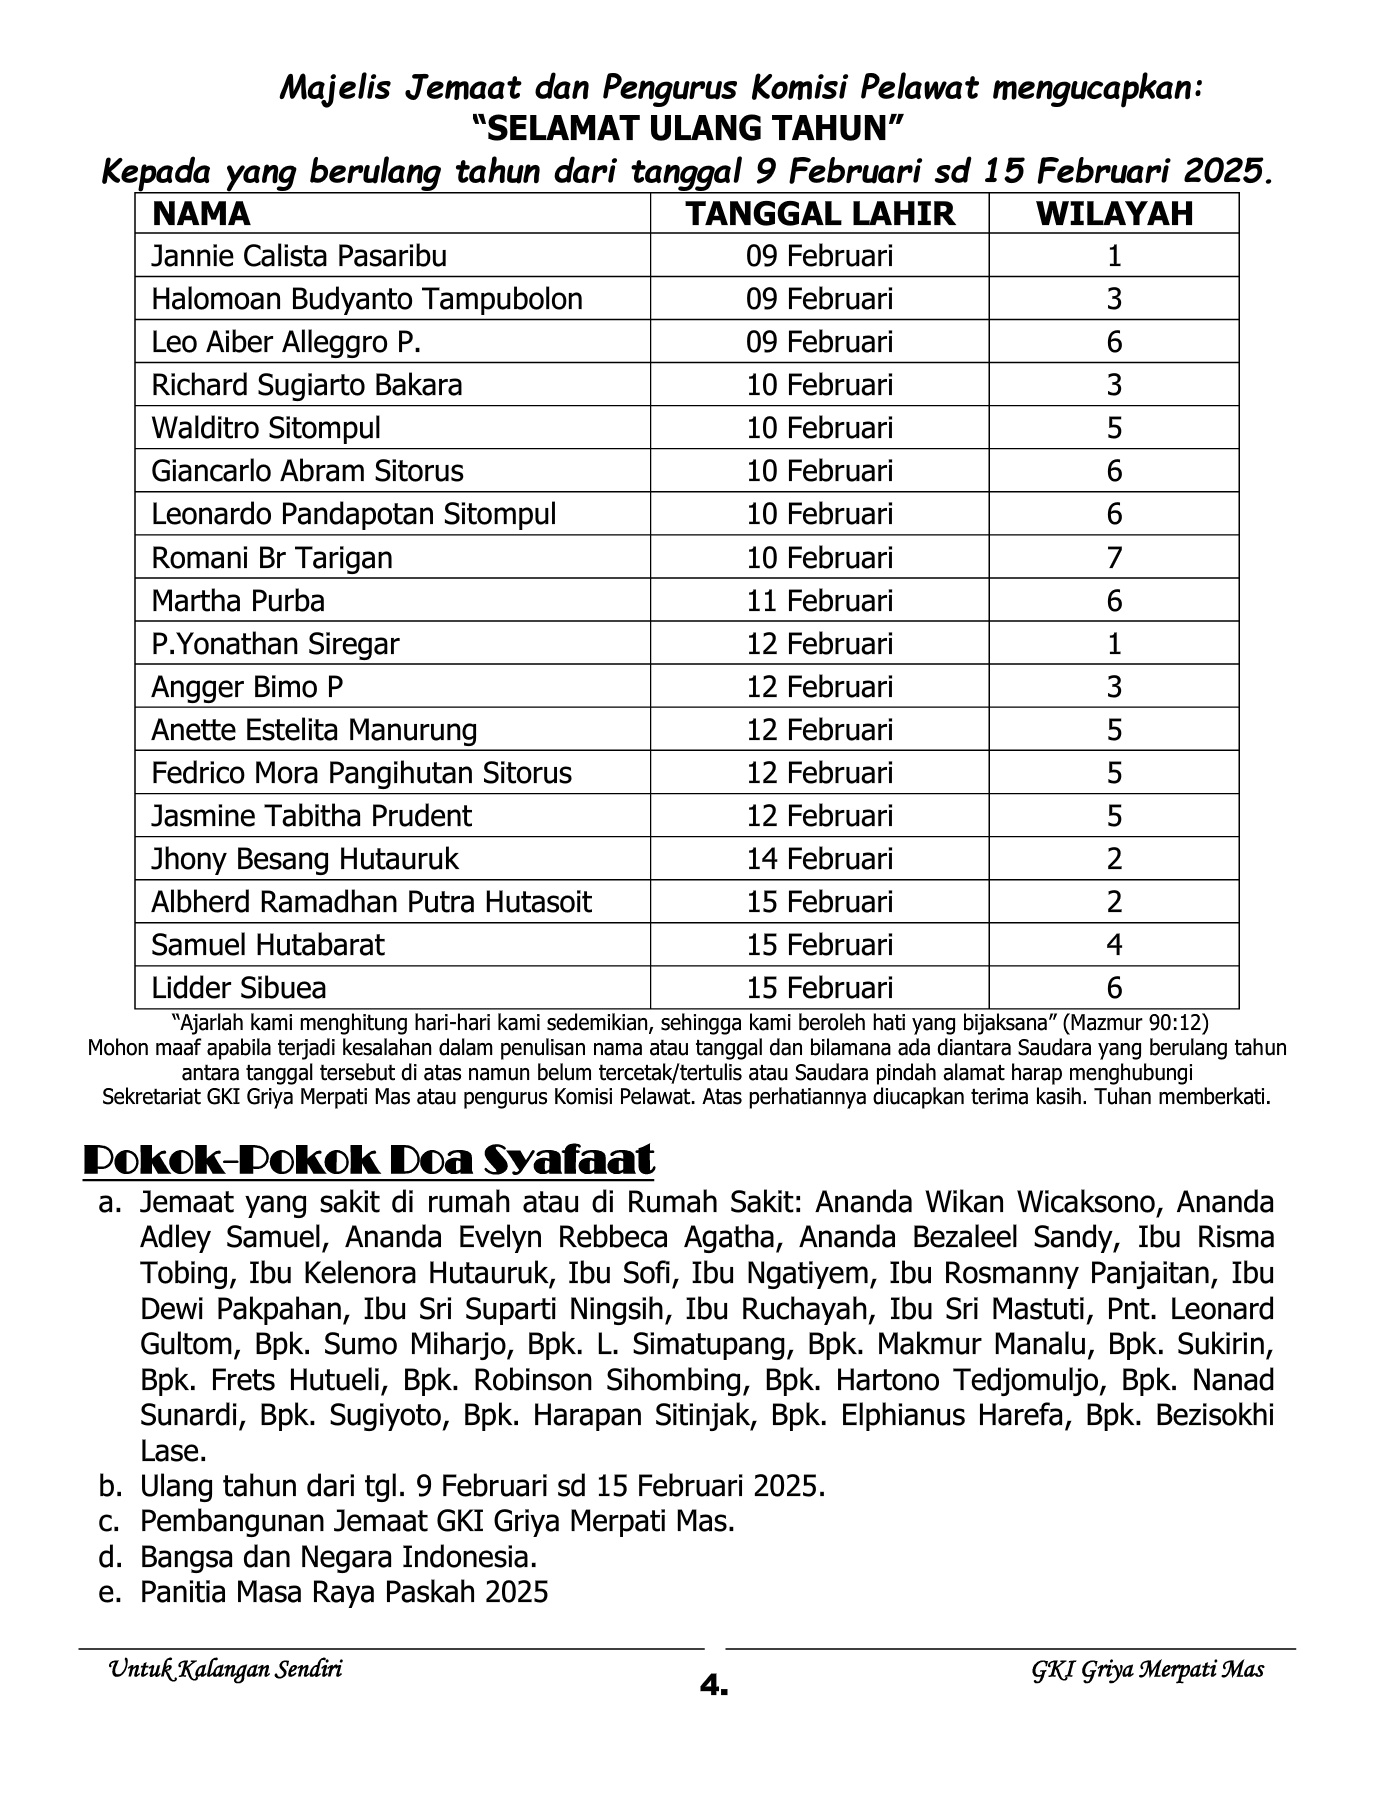 Majelis Jemaat dan Pengurus Komisi Pelawat mengucapkan:
“SELAMAT ULANG TAHUN”
Kepada yang berulang tahun dari tanggal 9 Februari sd 15 Februari 2025.
NAMA TANGGAL LAHIR WILAYAH
Jannie Calista Pasaribu 09 Februari 1
Halomoan Budyanto Tampubolon 09 Februari 3
Leo Aiber Alleggro P. 09 Februari 6
Richard Sugiarto Bakara 10 Februari 3
Walditro Sitompul 10 Februari 5
Giancarlo Abram Sitorus 10 Februari 6
Leonardo Pandapotan Sitompul 10 Februari 6
Romani Br Tarigan 10 Februari 7
Martha Purba 11 Februari 6
P.Yonathan Siregar 12 Februari 1
Angger Bimo P 12 Februari 3
Anette Estelita Manurung 12 Februari 5
Fedrico Mora Pangihutan Sitorus 12 Februari 5
Jasmine Tabitha Prudent 12 Februari 5
Jhony Besang Hutauruk 14 Februari 2
Albherd Ramadhan Putra Hutasoit 15 Februari 2
Samuel Hutabarat 15 Februari 4
Lidder Sibuea 15 Februari 6
“Ajarlah kami menghitung hari-hari kami sedemikian, sehingga kami beroleh hati yang bijaksana” (Mazmur 90:12)
Mohon maaf apabila terjadi kesalahan dalam penulisan nama atau tanggal dan bilamana ada diantara Saudara yang berulang tahun
antara tanggal tersebut di atas namun belum tercetak/tertulis atau Saudara pindah alamat harap menghubungi
Sekretariat GKI Griya Merpati Mas atau pengurus Komisi Pelawat. Atas perhatiannya diucapkan terima kasih. Tuhan memberkati.
Pokok-Pokok Doa Syafaat
a. Jemaat yang sakit di rumah atau di Rumah Sakit: Ananda Wikan Wicaksono, Ananda
Adley Samuel, Ananda Evelyn Rebbeca Agatha, Ananda Bezaleel Sandy, Ibu Risma
Tobing, Ibu Kelenora Hutauruk, Ibu Sofi, Ibu Ngatiyem, Ibu Rosmanny Panjaitan, Ibu
Dewi Pakpahan, Ibu Sri Suparti Ningsih, Ibu Ruchayah, Ibu Sri Mastuti, Pnt. Leonard
Gultom, Bpk. Sumo Miharjo, Bpk. L. Simatupang, Bpk. Makmur Manalu, Bpk. Sukirin,
Bpk. Frets Hutueli, Bpk. Robinson Sihombing, Bpk. Hartono Tedjomuljo, Bpk. Nanad
Sunardi, Bpk. Sugiyoto, Bpk. Harapan Sitinjak, Bpk. Elphianus Harefa, Bpk. Bezisokhi
Lase.
b. Ulang tahun dari tgl. 9 Februari sd 15 Februari 2025.
c. Pembangunan Jemaat GKI Griya Merpati Mas.
d. Bangsa dan Negara Indonesia.
e. Panitia Masa Raya Paskah 2025
Untuk Kalangan Sendiri
4.
GKI Griya Merpati Mas